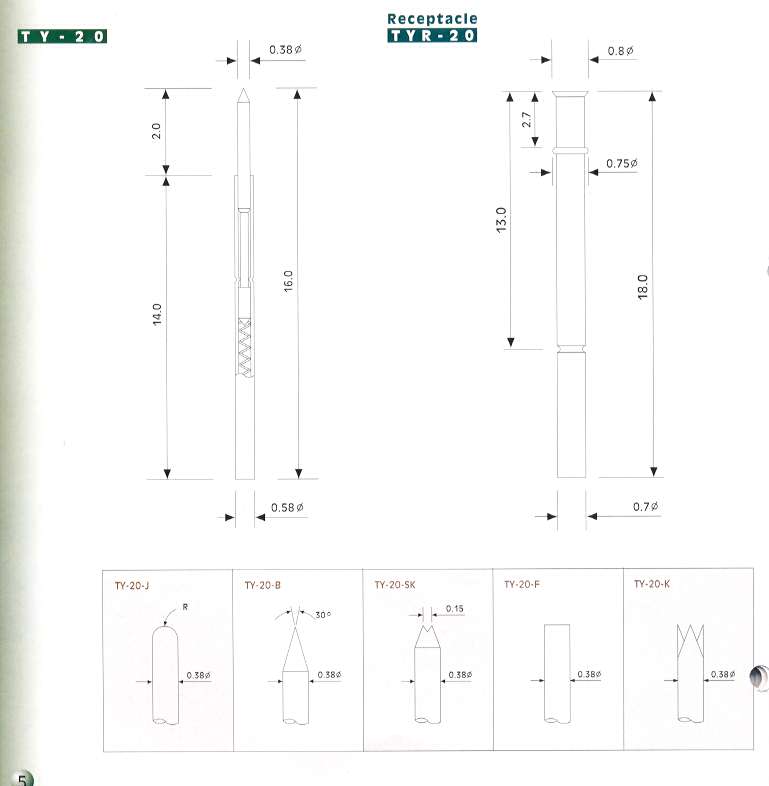 Receptacle
TY-20
TYR-20
0.38ø
0.8ø
2.0
2.7
0.75ø
13.0
16.0
18.0
14.0
0.58ø
0.7ø
TY-20-J
TY-20-B
TY-20-SK
TY-20-F
TY-20-K
R
30°
0.15
0.38ø
0.38ø
0.38ø
0.38ø
0.38ø
5